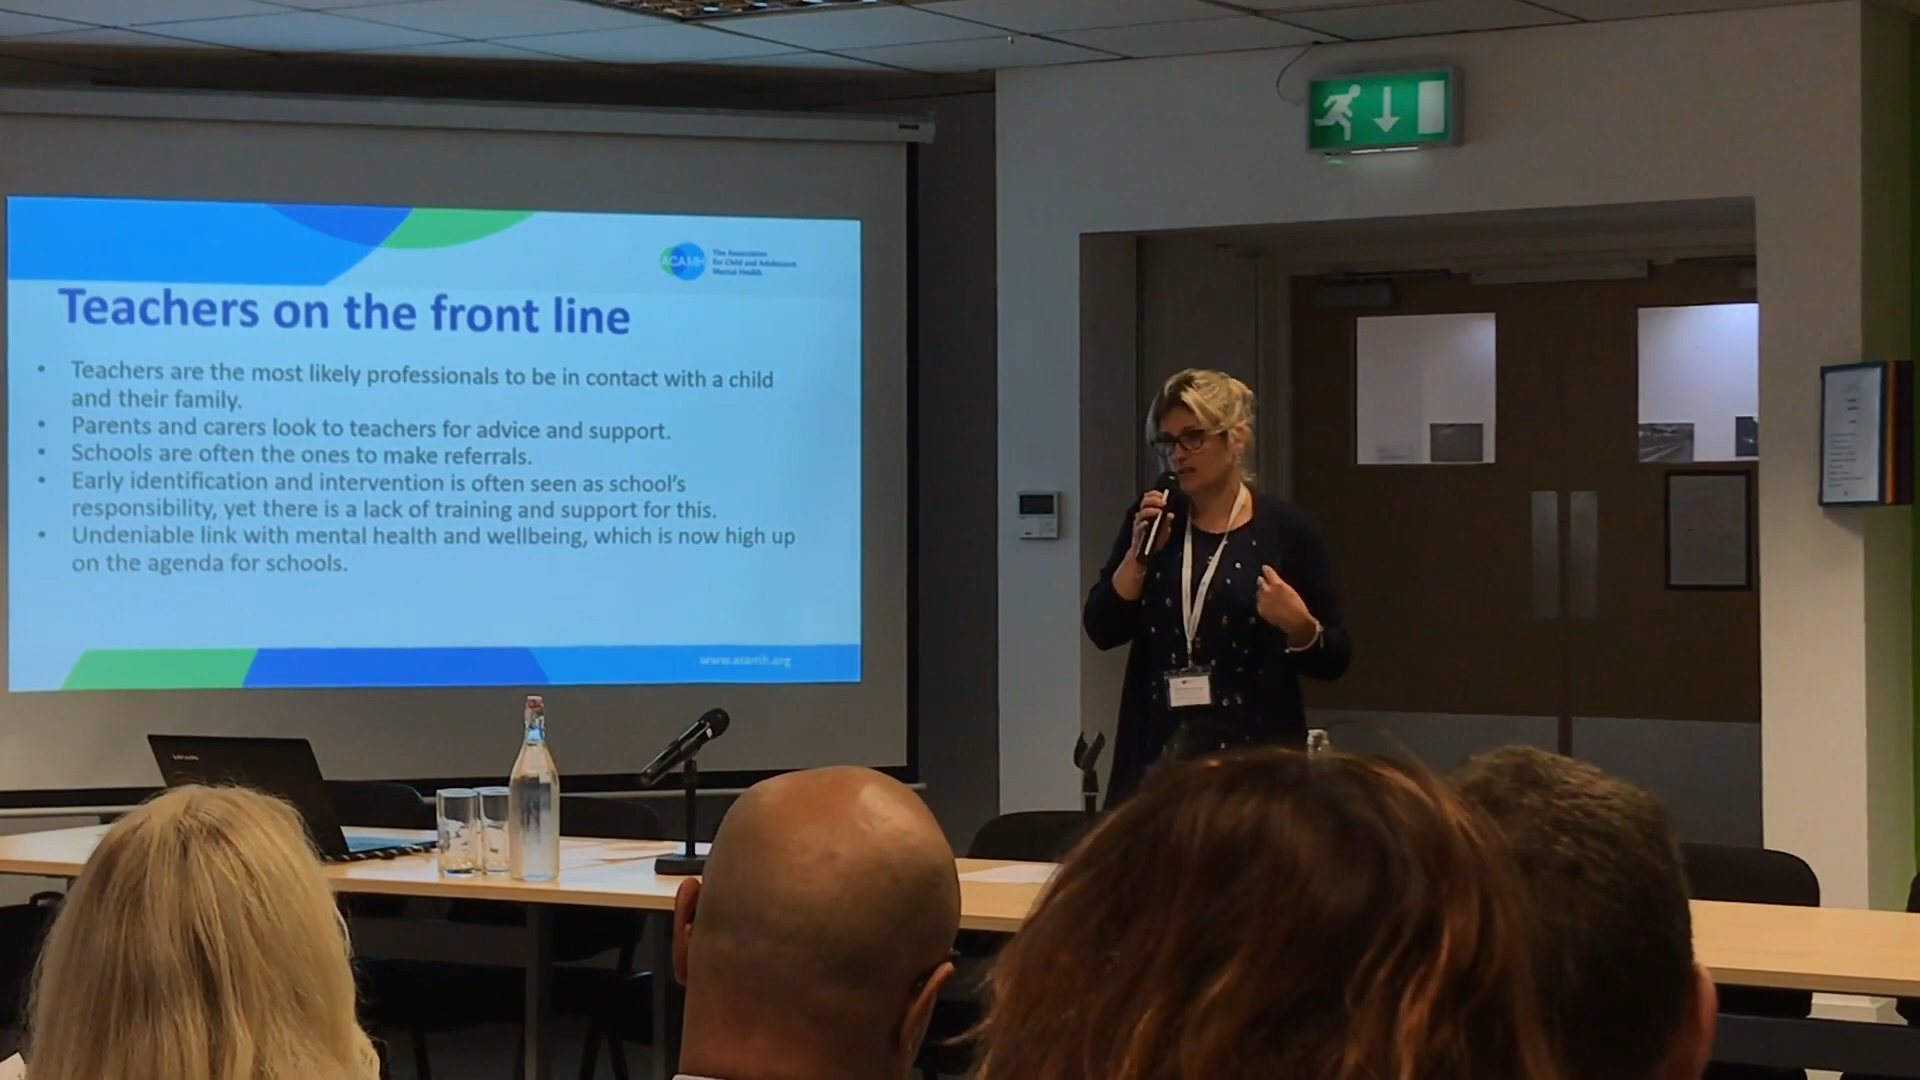 ACAMH
The Association
for Child and Adolescent
Mental Health
Teachers on the front line
• Teachers are the most likely professionals to be in contact with a child
and their family.
• Parents and carers look to teachers for advice and support.
• Schools are often the ones to make referrals.
• Early identification and intervention is often seen as school's
responsibility, yet there is a lack of training and support for this.
• Undeniable link with mental health and wellbeing, which is now high up
on the agenda for schools.
www.acamh.org